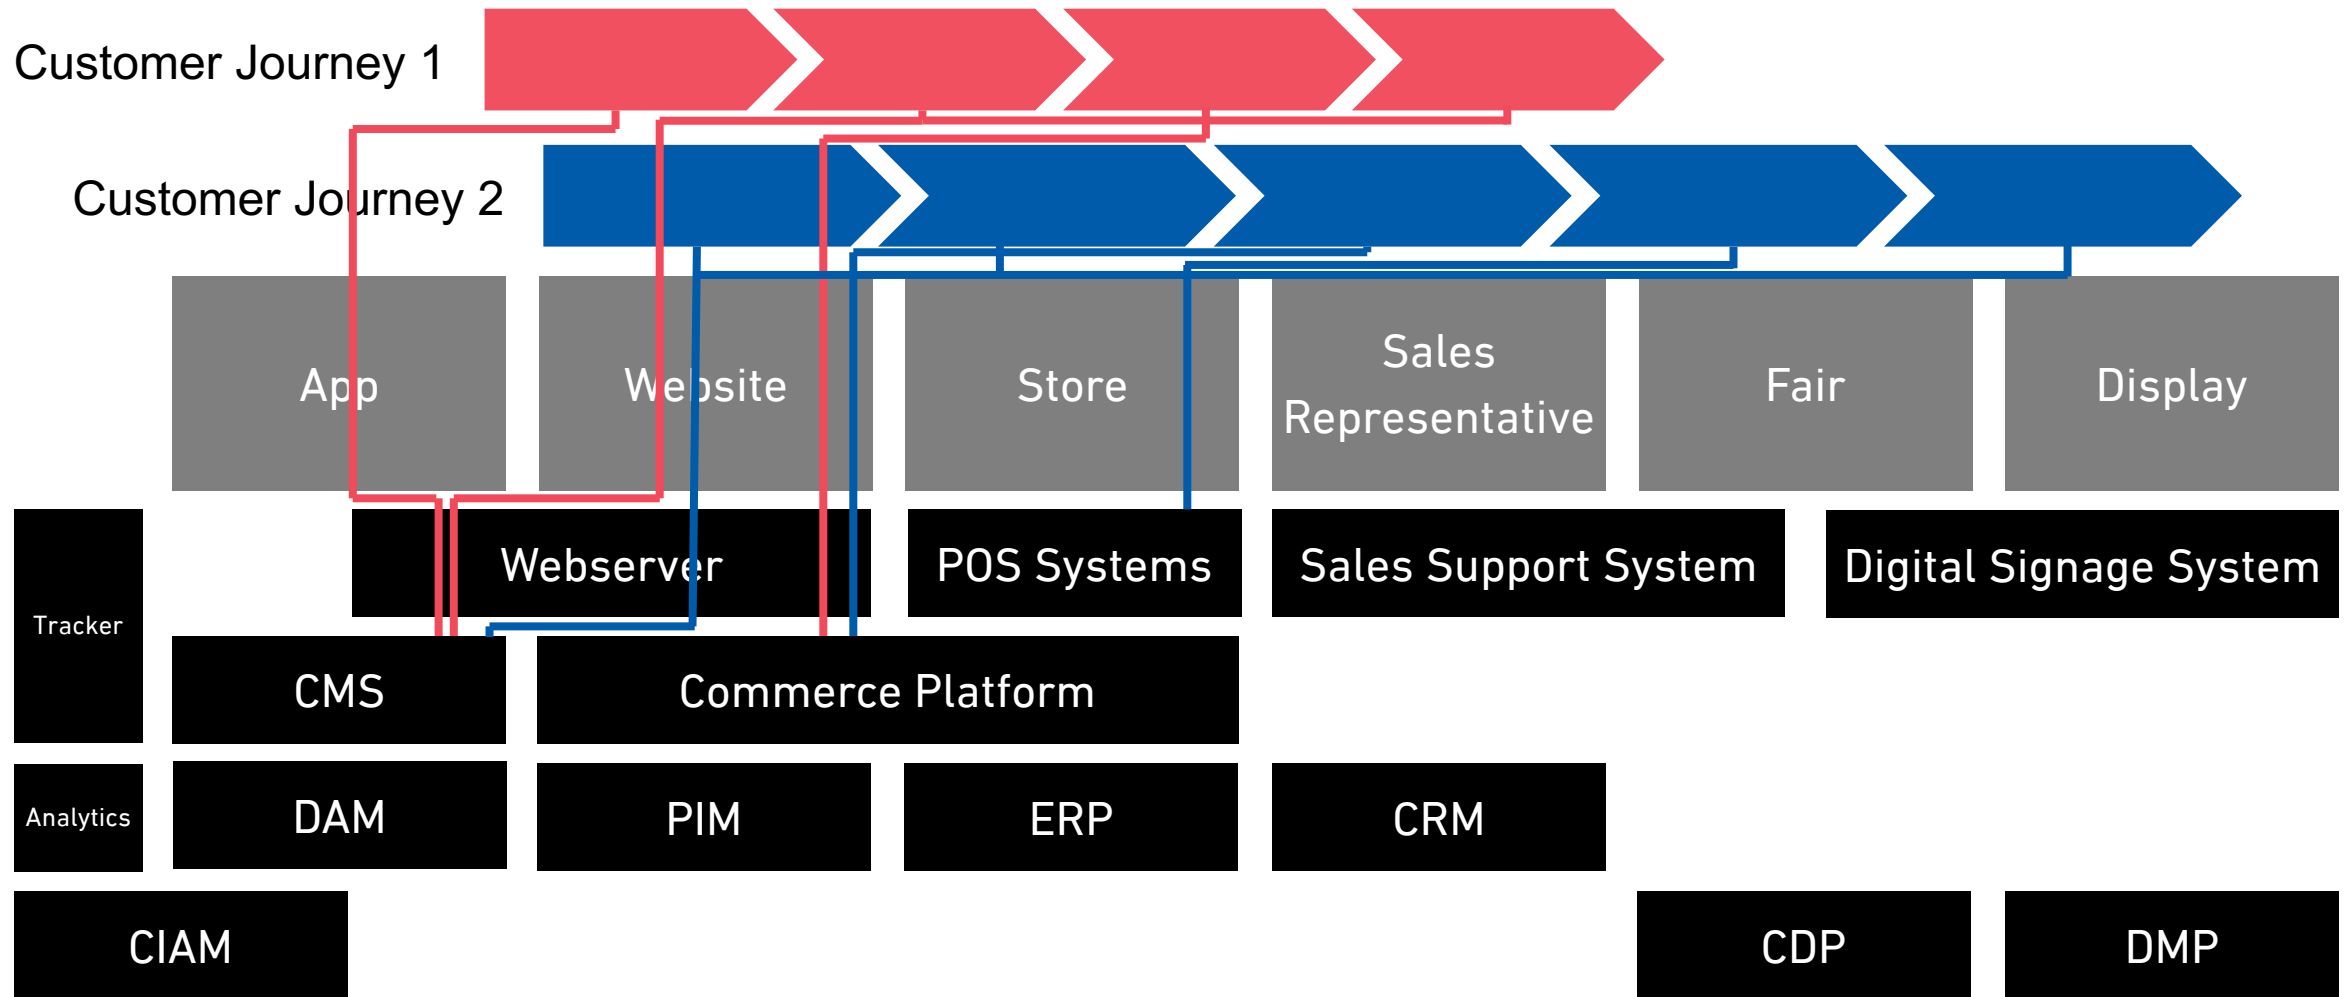 Customer Journey 1
Customer Journey 2
App
Website
Store
Sales
Representative
Fair
Display
Webserver
POS Systems
Sales Support System
Digital Signage System
Tracker
CMS
Commerce Platform
Analytics
DAM
PIM
ERP
CRM
CIAM
CDP
DMP